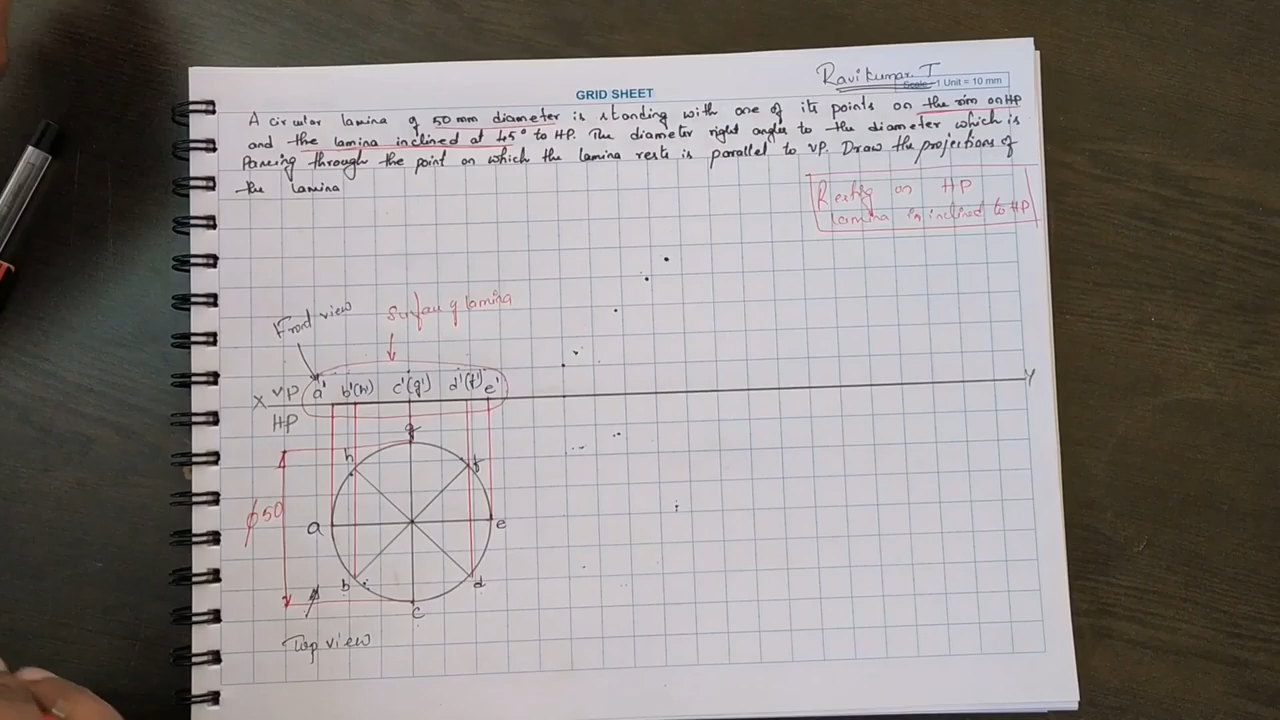 Ravikumar T
GRID SHEET
Scale - 1 Unit = 10 mm
A circular lamina of 50 mm diameter is standing with one of its points on the rim on HP
and the lamina inclined at 45° to HP. The diameter right angles to the diameter which is
Passing through the point on which the lamina rests is parallel to VP. Draw the projections of
the lamina
Resting on HP
lamina is inclined to HP
Front view
Surface of lamina
X VP a' b'(h') c'(g') d'(f') e' Y
HP
g
h f
ϕ50 a e
b d
c
Top view